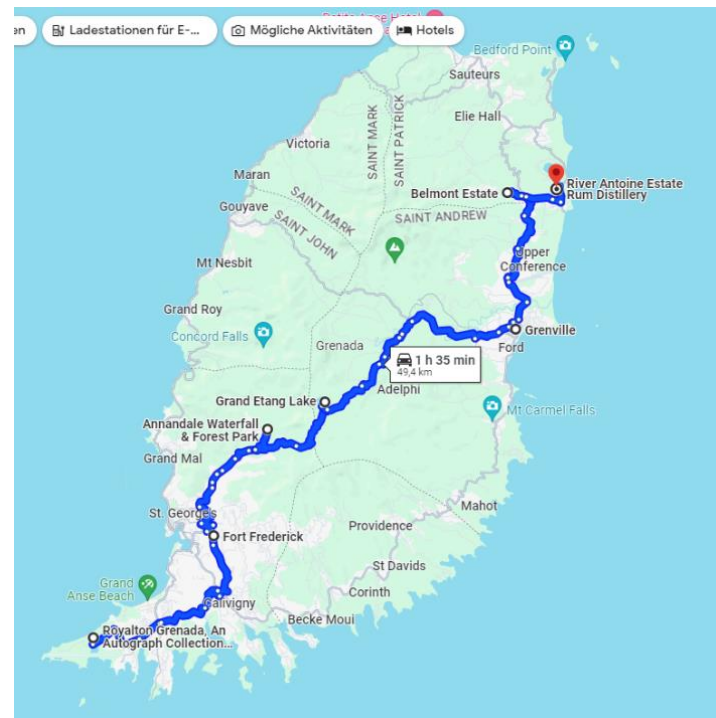 en
Ladestationen für E-...
Mögliche Aktivitäten
Hotels
Bedford Point
Sauteurs
Elie Hall
SAINT MARK
SAINT PATRICK
Victoria
Maran
SAINT MARK
Gouyave
SAINT JOHN
Belmont Estate
River Antoine Estate
Rum Distillery
SAINT ANDREW
Mt Nesbit
Upper
Conference
Grand Roy
Concord Falls
Grenada
Grenville
Ford
1 h 35 min
49,4 km
Adelphi
Grand Etang Lake
Mt Carmel Falls
Annandale Waterfall
& Forest Park
Grand Mal
St. George's
Fort Frederick
Mahot
Providence
St Davids
Grand
Anse Beach
Calivigny
Corinth
Becke Moui
Royalton Grenada, An
Autograph Collection...